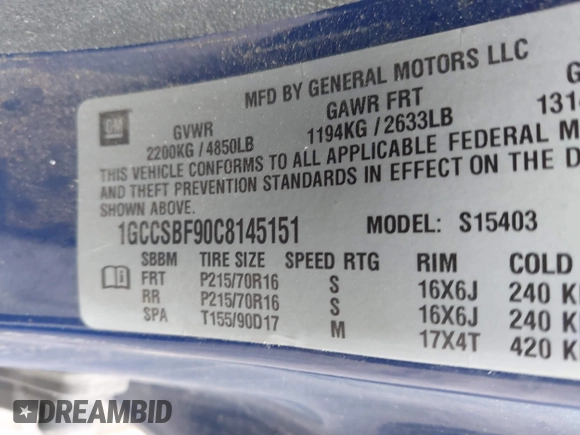 MFD BY GENERAL MOTORS LLC
GM GVWR GAWR FRT G
2200KG / 4850LB 1194KG / 2633LB 131
THIS VEHICLE CONFORMS TO ALL APPLICABLE FEDERAL M
AND THEFT PREVENTION STANDARDS IN EFFECT ON THE D
SHOWN ABOVE.
1GCCSBF90C8145151 MODEL: S15403
SBBM TIRE SIZE SPEED RTG RIM COLD
FRT P215/70R16 S 16X6J 240 K
RR P215/70R16 S 16X6J 240 K
SPA T155/90D17 M 17X4T 420 K
DREAMBID